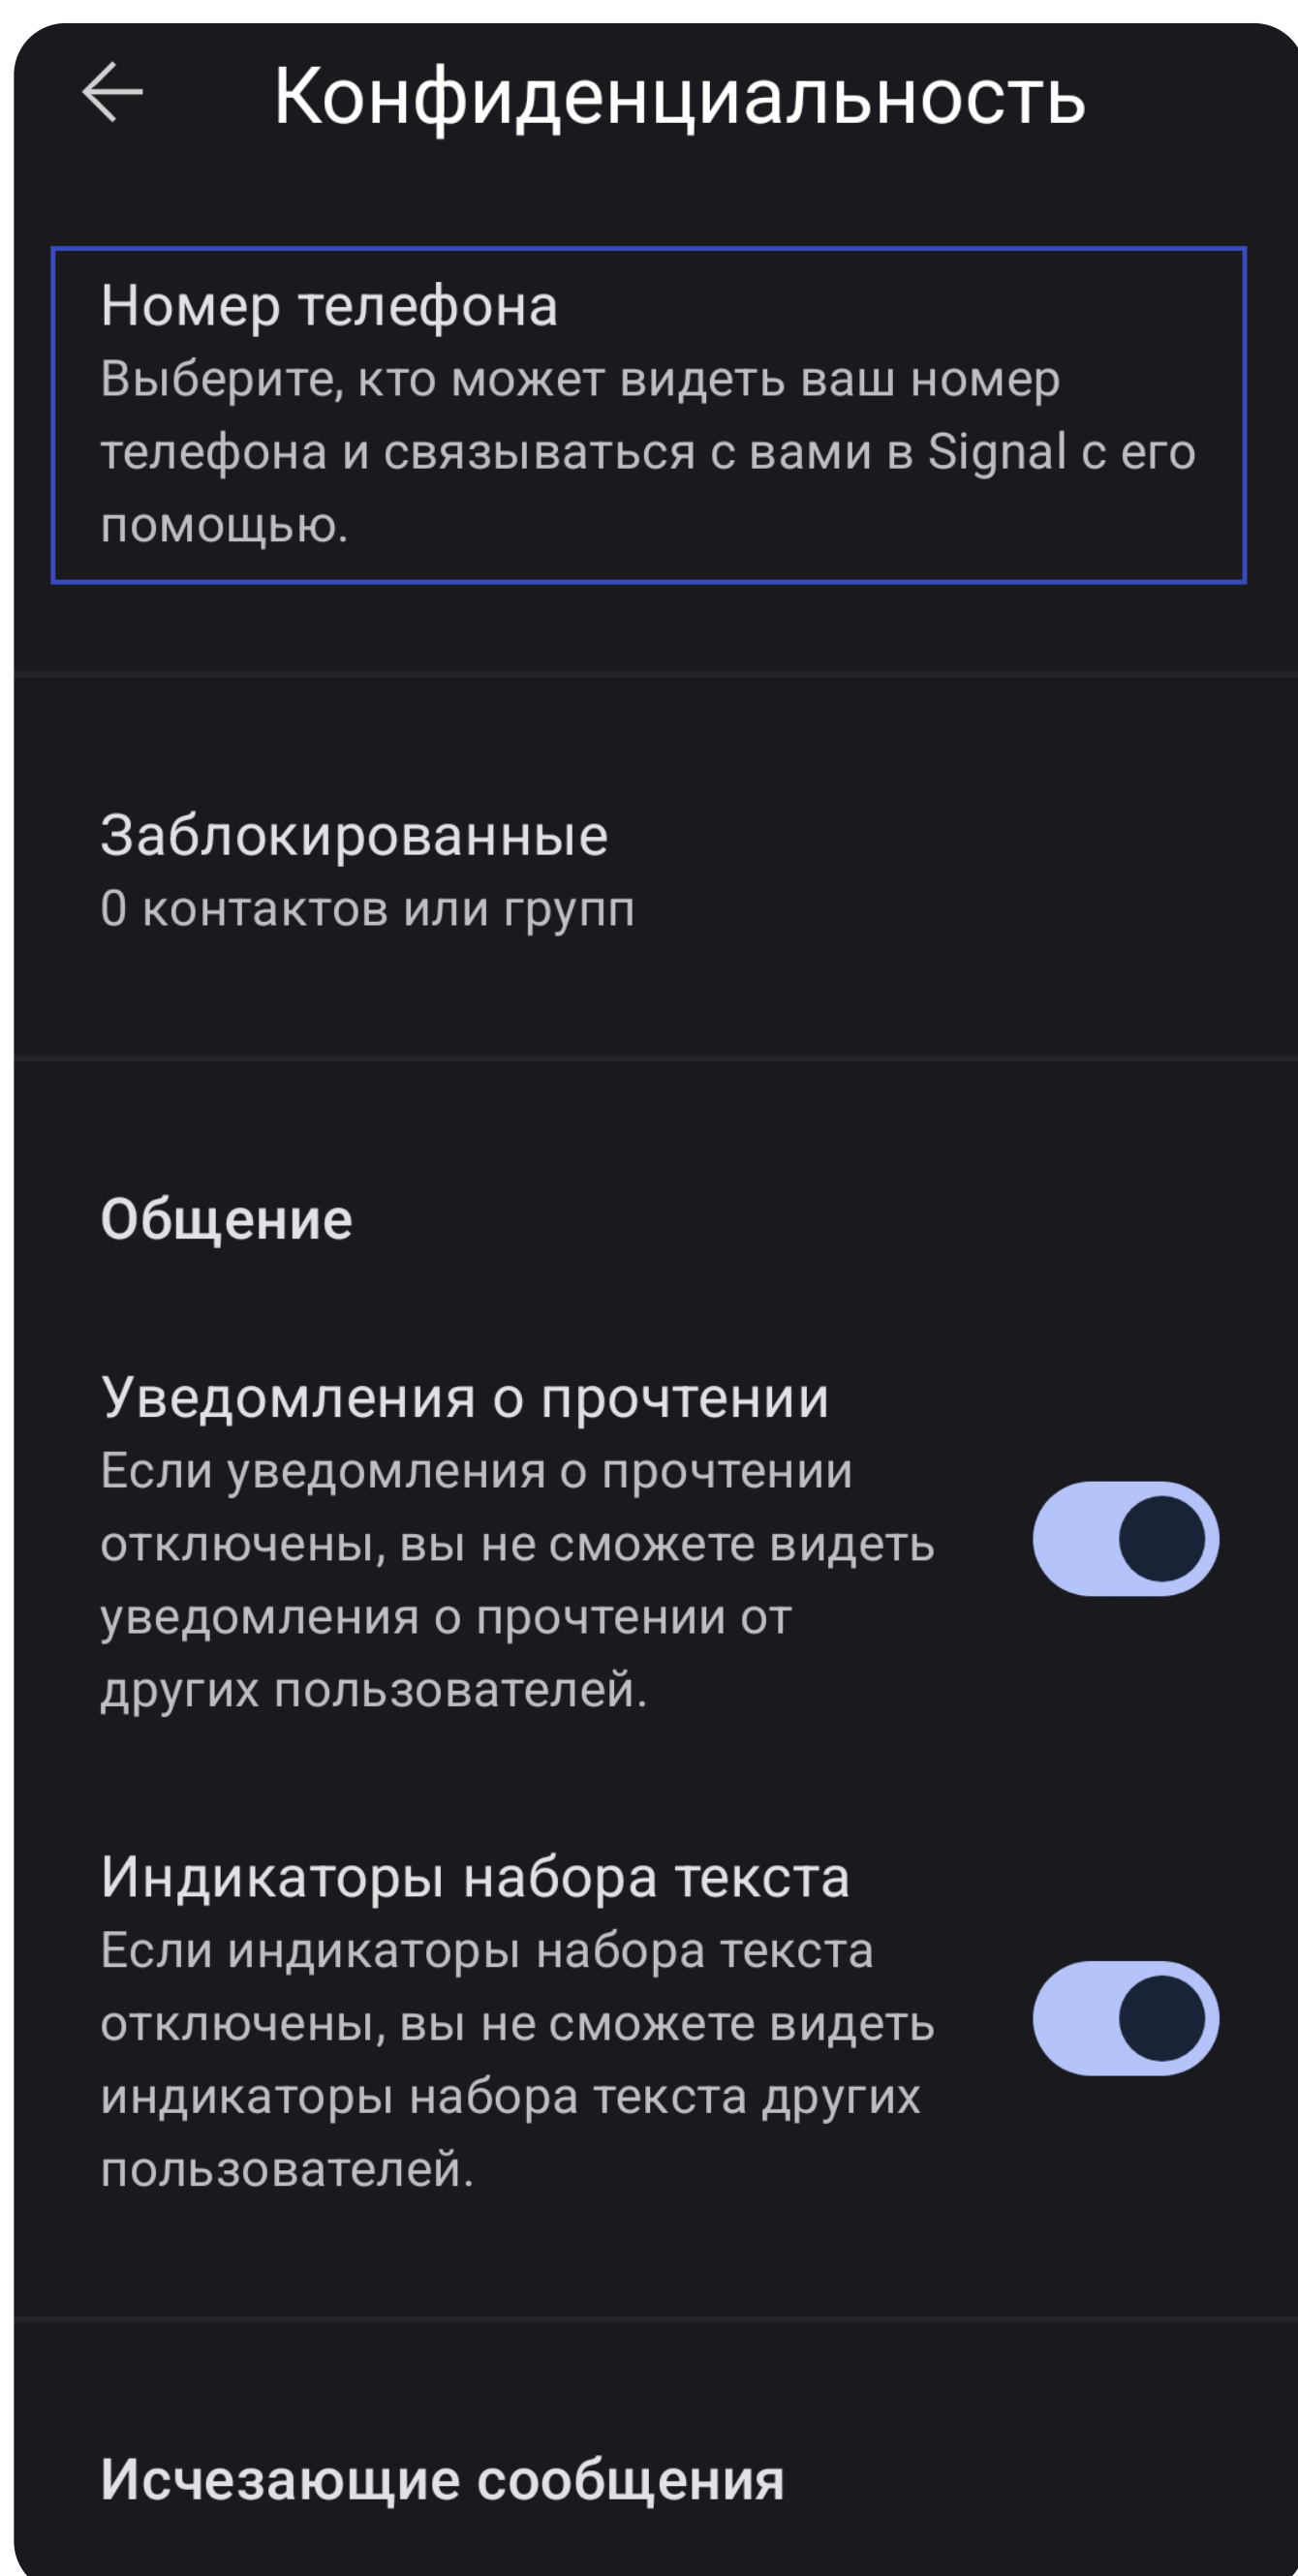 Конфиденциальность
Номер телефона
Выберите, кто может видеть ваш номер
телефона и связываться с вами в Signal с его
помощью.
Заблокированные
0 контактов или групп
Общение
Уведомления о прочтении
Если уведомления о прочтении
отключены, вы не сможете видеть
уведомления о прочтении от
других пользователей.
Индикаторы набора текста
Если индикаторы набора текста
отключены, вы не сможете видеть
индикаторы набора текста других
пользователей.
Исчезающие сообщения